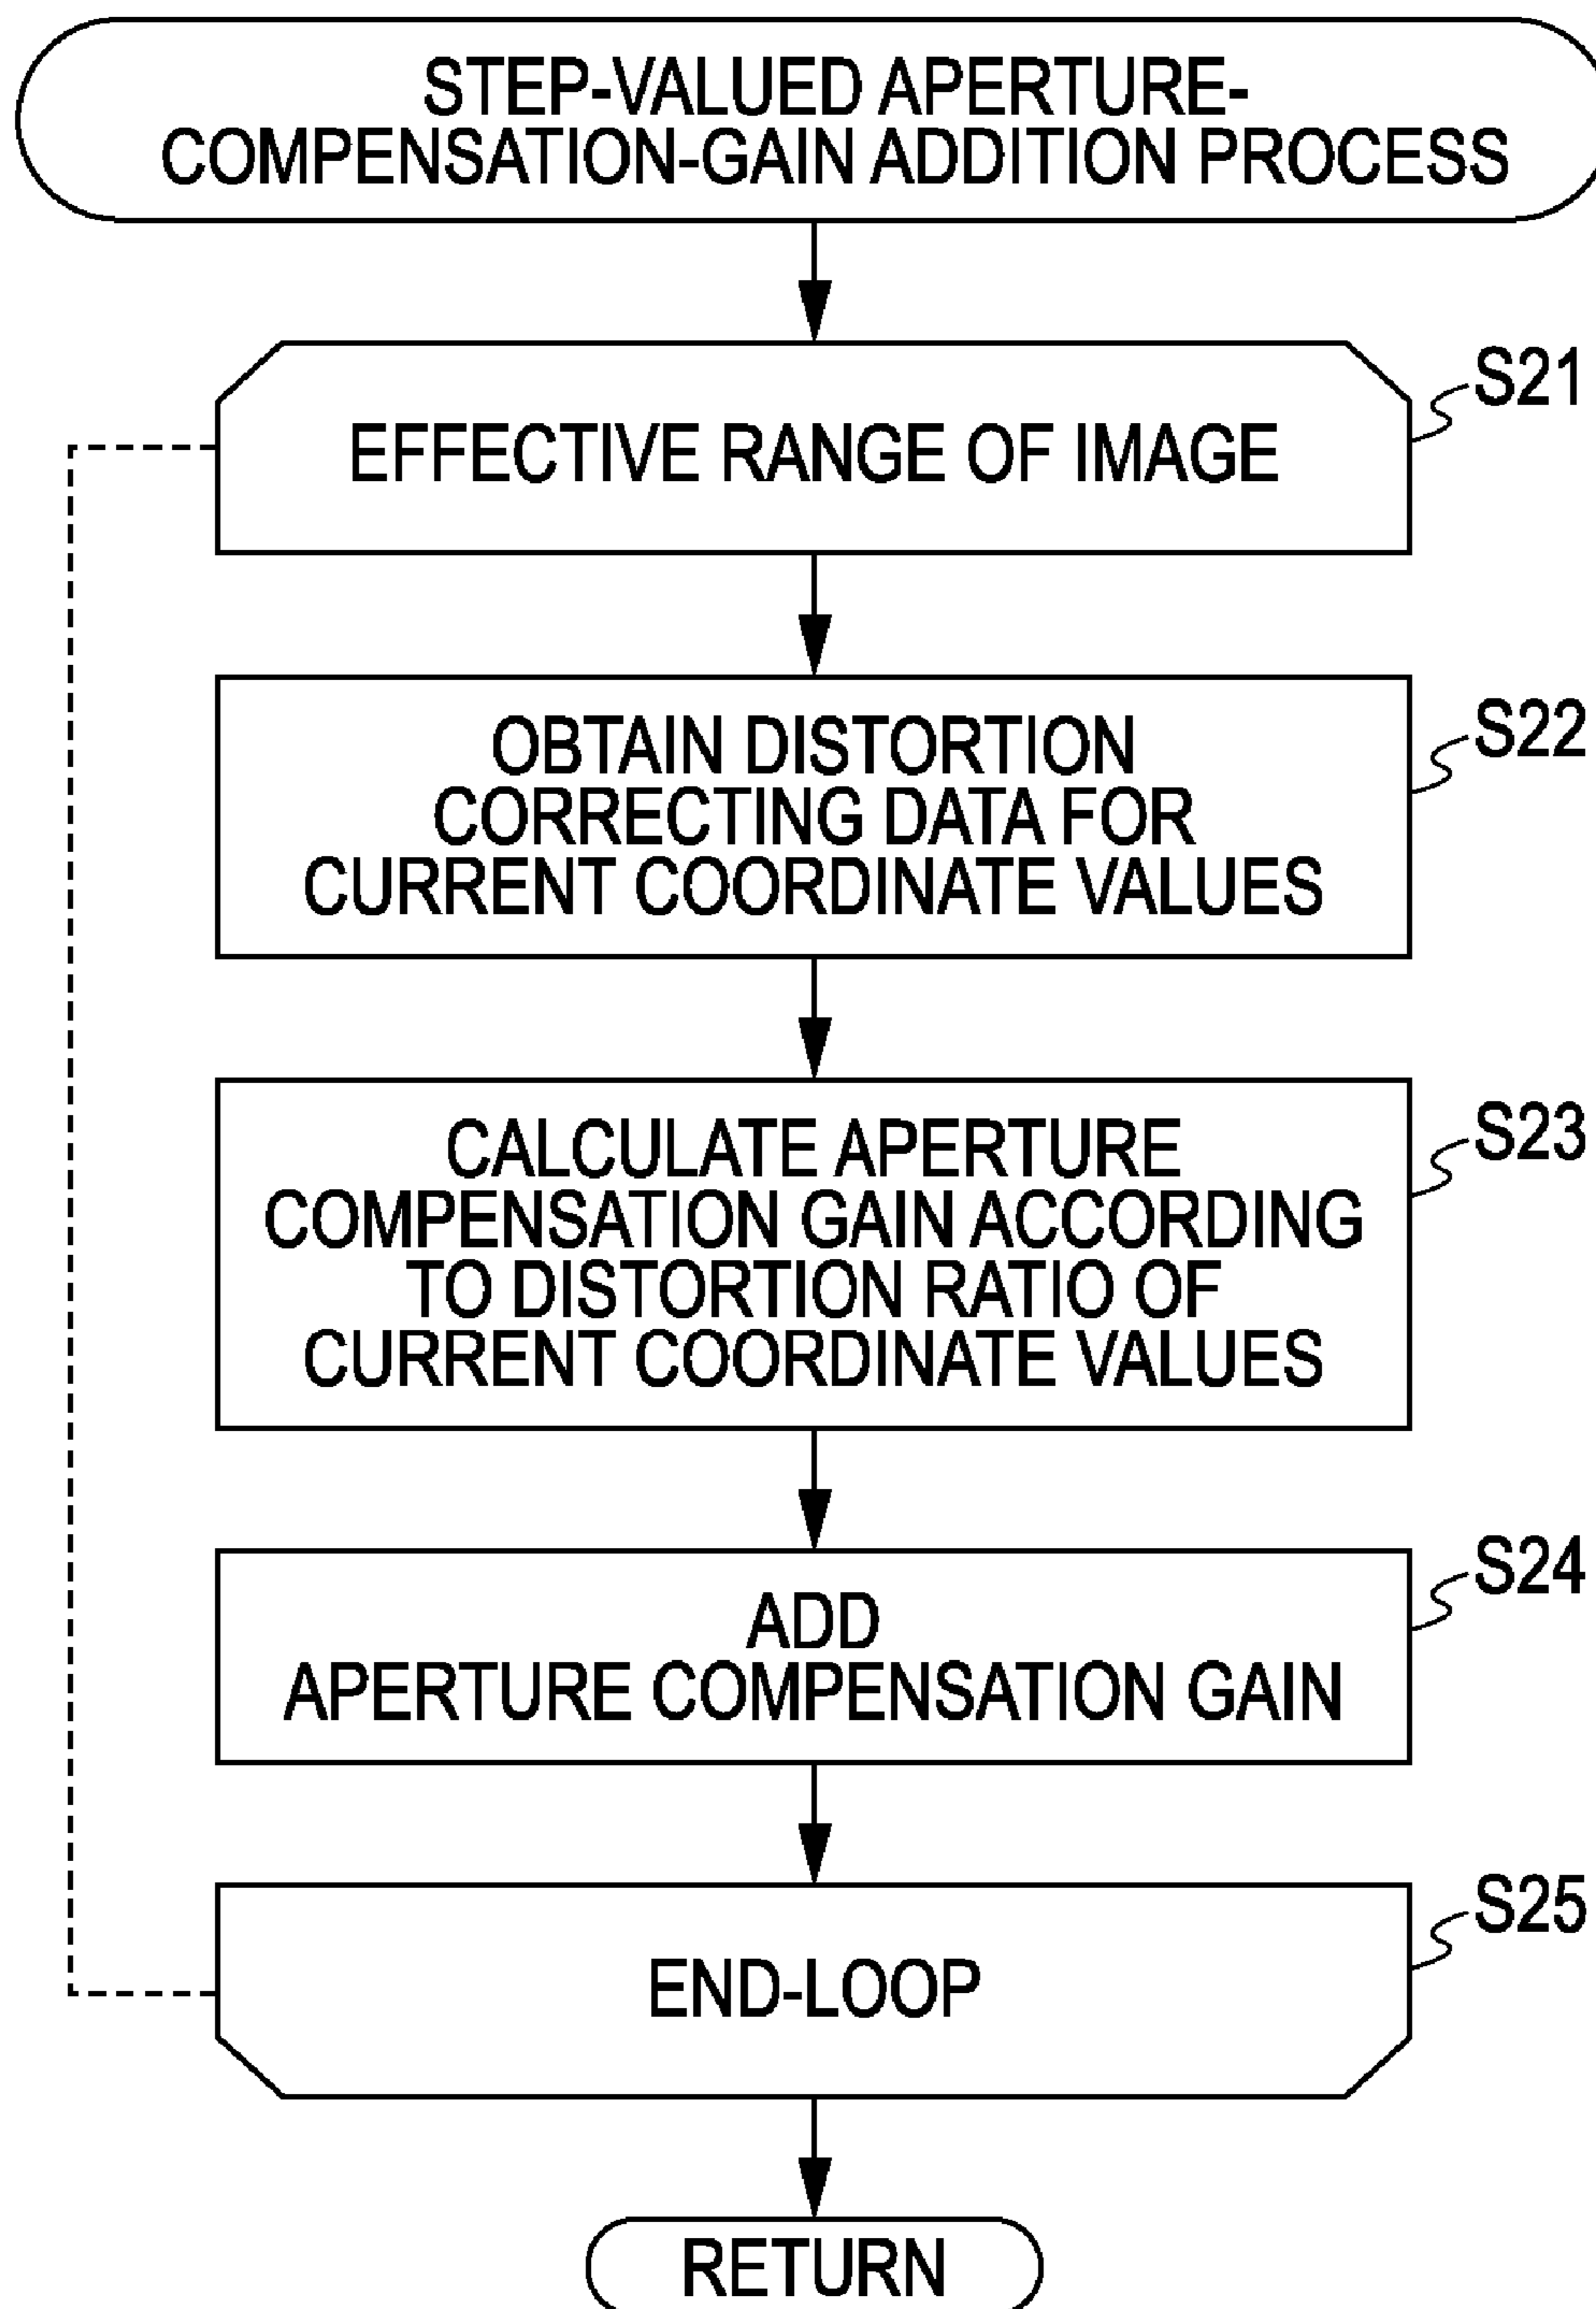 STEP-VALUED APERTURE-
COMPENSATION-GAIN ADDITION PROCESS
EFFECTIVE RANGE OF IMAGE
S21
OBTAIN DISTORTION
CORRECTING DATA FOR
CURRENT COORDINATE VALUES
S22
CALCULATE APERTURE
COMPENSATION GAIN ACCORDING
TO DISTORTION RATIO OF
CURRENT COORDINATE VALUES
S23
ADD
APERTURE COMPENSATION GAIN
S24
END-LOOP
S25
RETURN